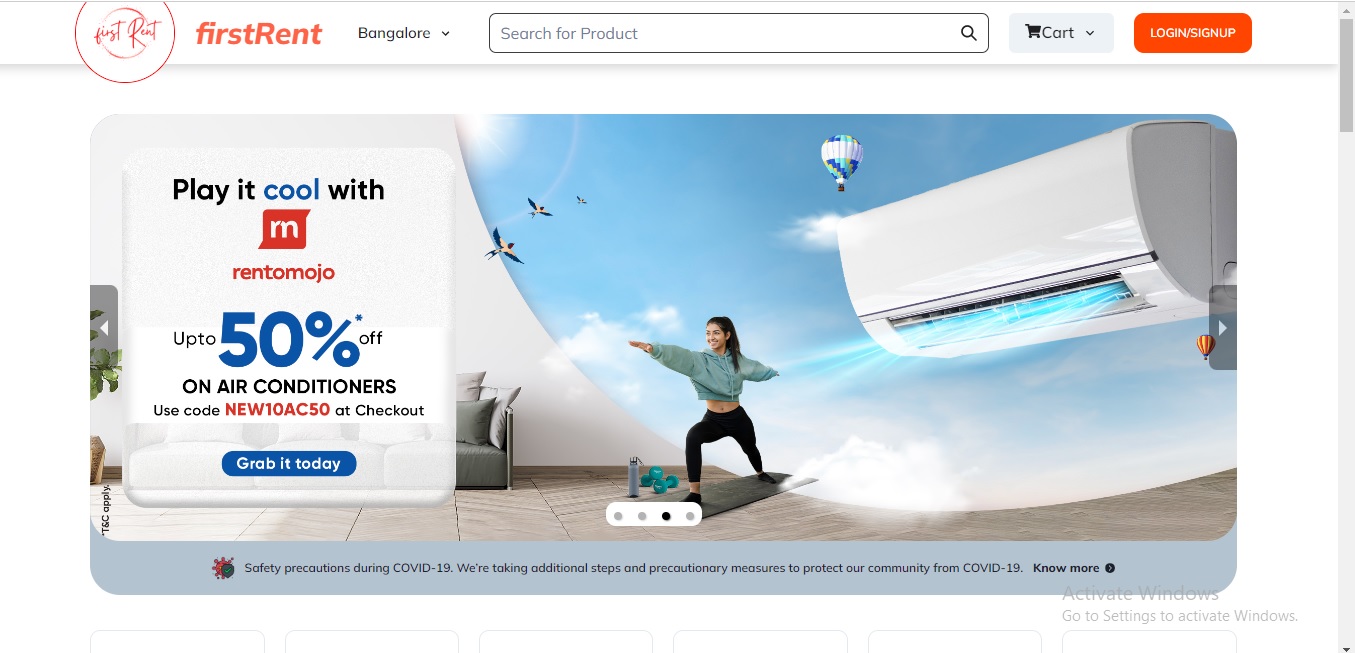 first Rent
firstRent
Bangalore
Search for Product
Cart
LOGIN/SIGNUP
Play it cool with
m
rentomojo
Upto 50%* off
ON AIR CONDITIONERS
Use code NEW10AC50 at Checkout
Grab it today
*T&C apply.
Safety precautions during COVID-19. We're taking additional steps and precautionary measures to protect our community from COVID-19. Know more
Activate Windows
Go to Settings to activate Windows.